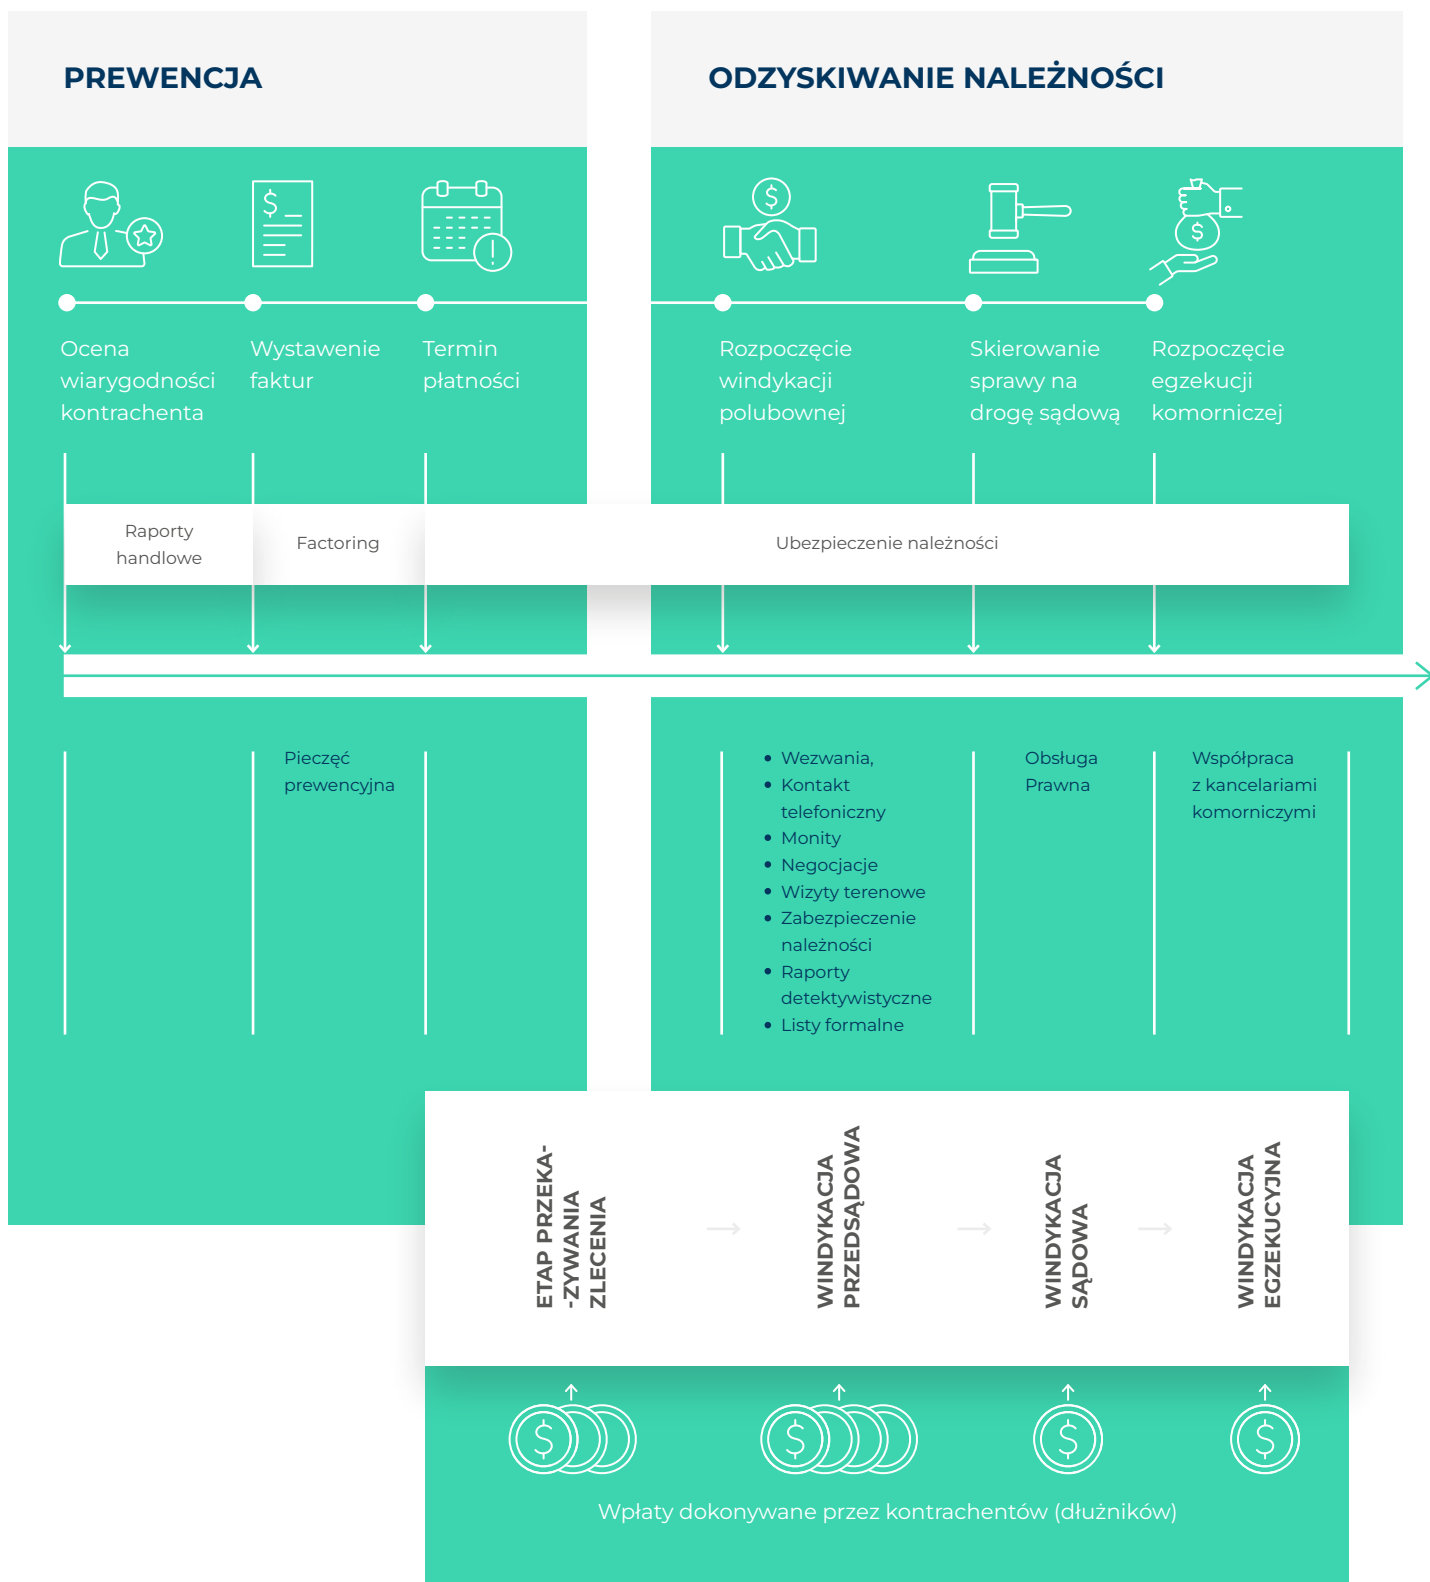 PREWENCJA
ODZYSKIWANIE NALEŻNOŚCI
Ocena
wiarygodności
kontrachenta
Wystawenie
faktur
Termin
płatności
Rozpoczęcie
windykacji
polubownej
Skierowanie
sprawy na
drogę sądową
Rozpoczęcie
egzekucji
komorniczej
Raporty
handlowe
Factoring
Ubezpieczenie należności
Pieczęć
prewencyjna
• Wezwania,
• Kontakt
telefoniczny
• Monity
• Negocjacje
• Wizyty terenowe
• Zabezpieczenie
należności
• Raporty
detektywistyczne
• Listy formalne
Obsługa
Prawna
Współpraca
z kancelariami
komorniczymi
ETAP PRZEKA-
-ZYWANIA
ZLECENIA
WINDYKACJA
PRZEDSĄDOWA
WINDYKACJA
SĄDOWA
WINDYKACJA
EGZEKUCYJNA
Wpłaty dokonywane przez kontrachentów (dłużników)